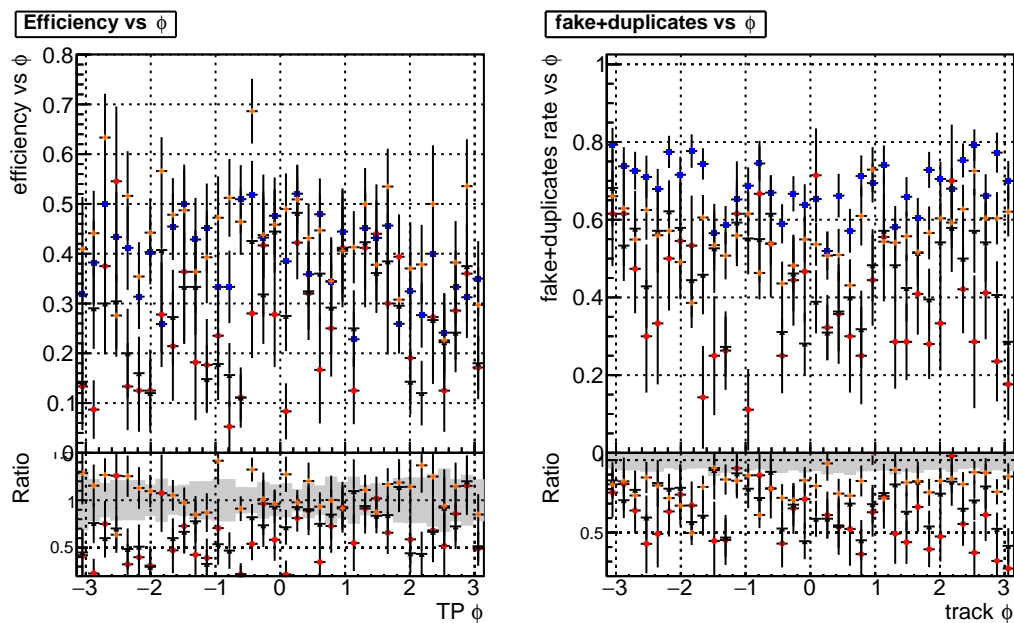 Efficiency vs ϕ
efficiency vs ϕ
0.8
0.7
0.6
0.5
0.4
0.3
0.2
0.1
0
Ratio
1
0.5
−3 −2 −1 0 1 2 3
TP ϕ
fake+duplicates vs ϕ
fake+duplicates rate vs ϕ
1
0.8
0.6
0.4
0.2
0
Ratio
0.5
−3 −2 −1 0 1 2 3
track ϕ